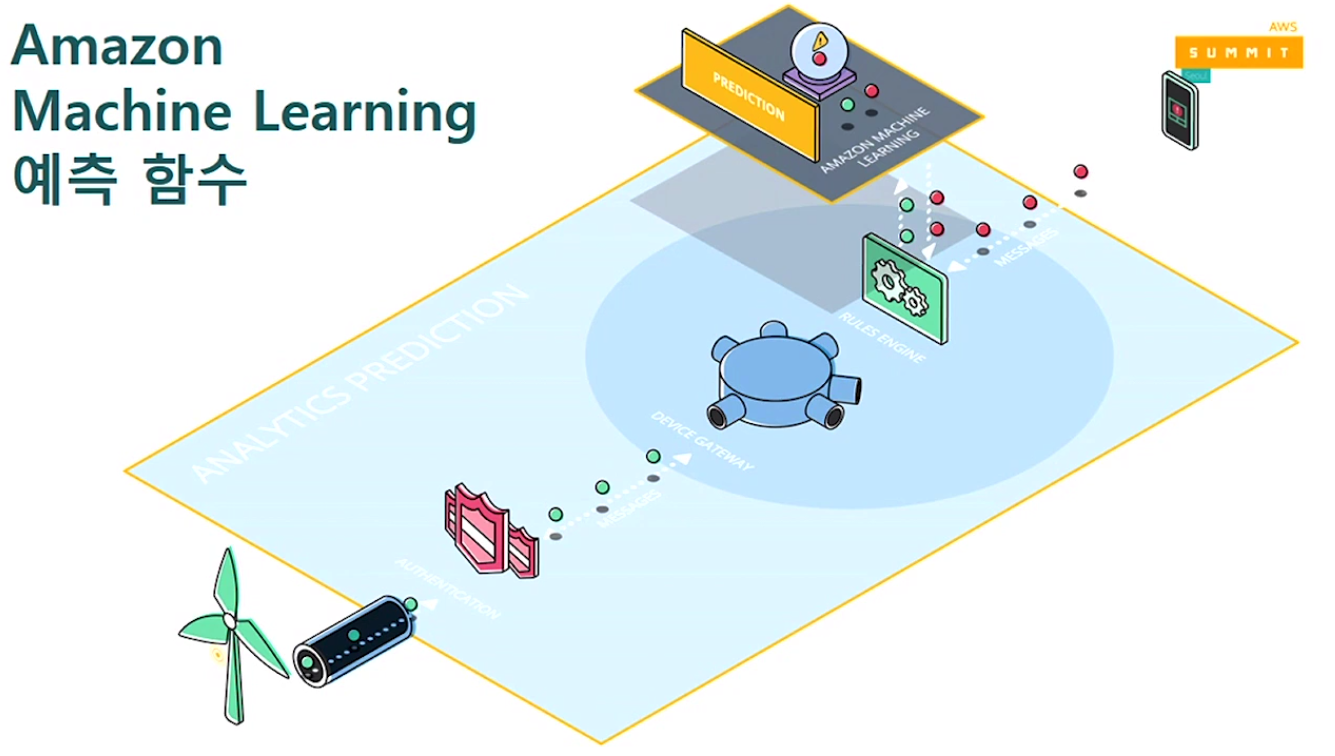 Amazon
Machine Learning
예측 함수
AWS
SUMMIT
Seoul
PREDICTION
AMAZON MACHINE
LEARNING
MESSAGES
RULES ENGINE
ANALYTICS PREDICTION
DEVICE GATEWAY
MESSAGES
AUTHENTICATION